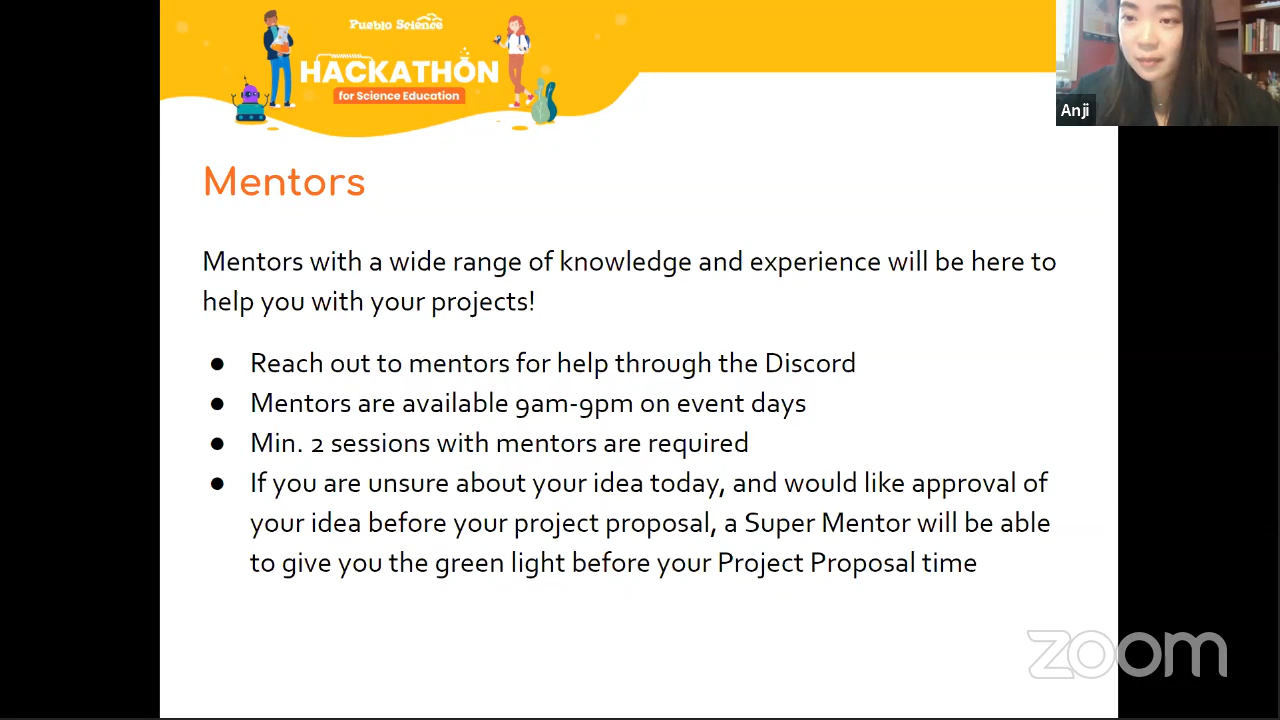 Pueblo Science
HACKATHON
for Science Education
Anji
Mentors
Mentors with a wide range of knowledge and experience will be here to
help you with your projects!
● Reach out to mentors for help through the Discord
● Mentors are available 9am-9pm on event days
● Min. 2 sessions with mentors are required
● If you are unsure about your idea today, and would like approval of
your idea before your project proposal, a Super Mentor will be able
to give you the green light before your Project Proposal time
zoom